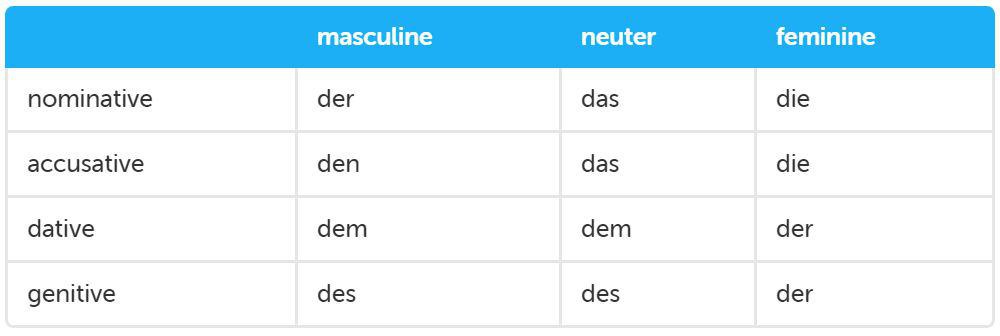 masculine neuter feminine
nominative der das die
accusative den das die
dative dem dem der
genitive des des der